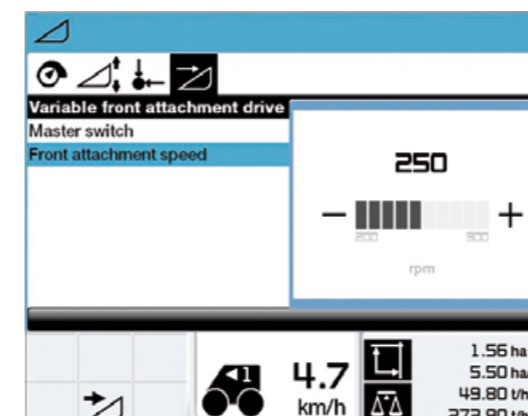 Variable front attachment drive
Master switch
Front attachment speed
250
− +
200 300
rpm
1
4.7
km/h
1.56 ha
5.50 ha/
49.80 t/h